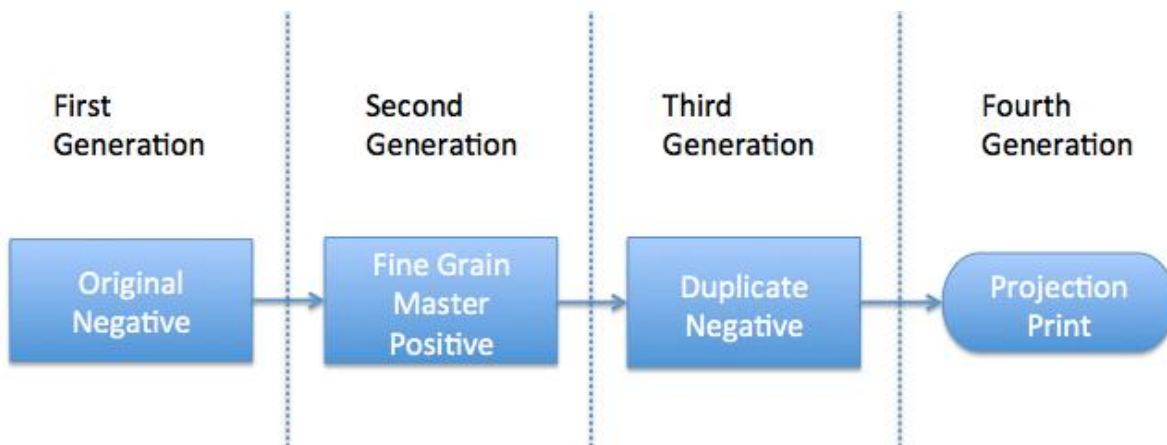 First
Generation
Second
Generation
Third
Generation
Fourth
Generation
Original
Negative
Fine Grain
Master
Positive
Duplicate
Negative
Projection
Print